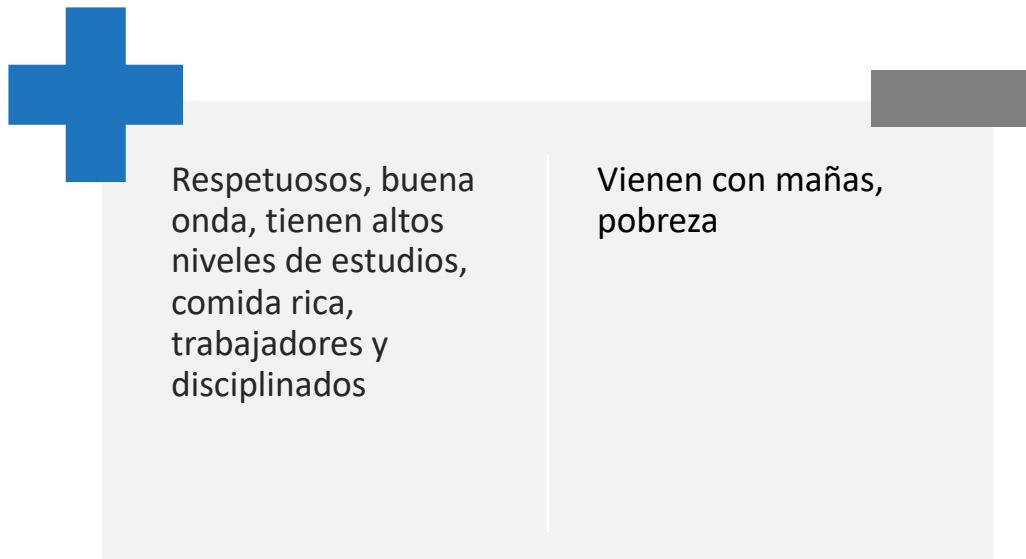 Respetuosos, buena
onda, tienen altos
niveles de estudios,
comida rica,
trabajadores y
disciplinados
Vienen con mañas,
pobreza